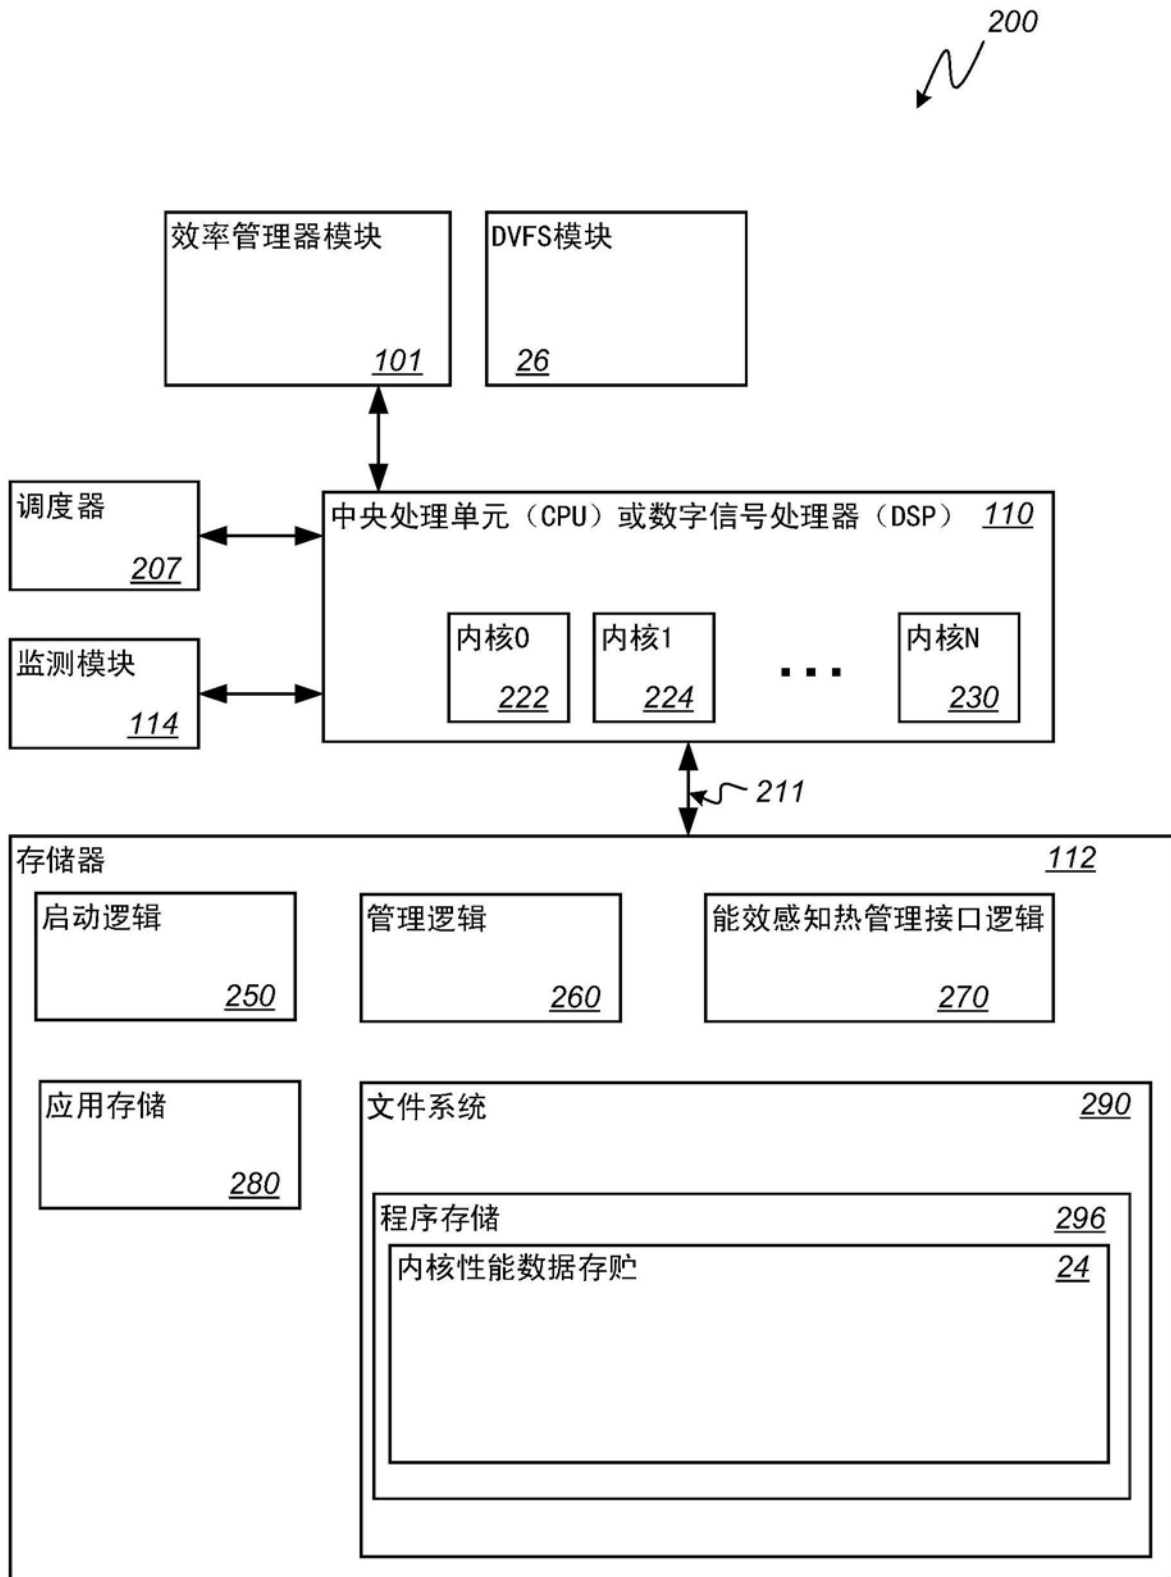 200
效率管理器模块
101
DVFS模块
26
调度器
207
中央处理单元（CPU）或数字信号处理器（DSP） 110
监测模块
114
内核0
222
内核1
224
...
内核N
230
211
存储器 112
启动逻辑
250
管理逻辑
260
能效感知热管理接口逻辑
270
应用存储
280
文件系统 290
程序存储 296
内核性能数据存贮 24